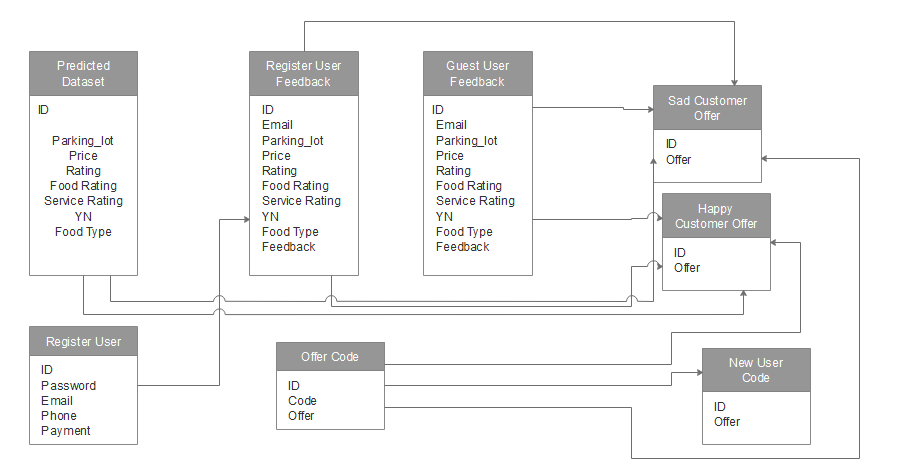 Predicted
Dataset
ID
Parking_lot
Price
Rating
Food Rating
Service Rating
YN
Food Type
Register User
Feedback
ID
Email
Parking_lot
Price
Rating
Food Rating
Service Rating
YN
Food Type
Feedback
Guest User
Feedback
ID
Email
Parking_lot
Price
Rating
Food Rating
Service Rating
YN
Food Type
Feedback
Sad Customer
Offer
ID
Offer
Happy
Customer Offer
ID
Offer
Register User
ID
Password
Email
Phone
Payment
Offer Code
ID
Code
Offer
New User
Code
ID
Offer